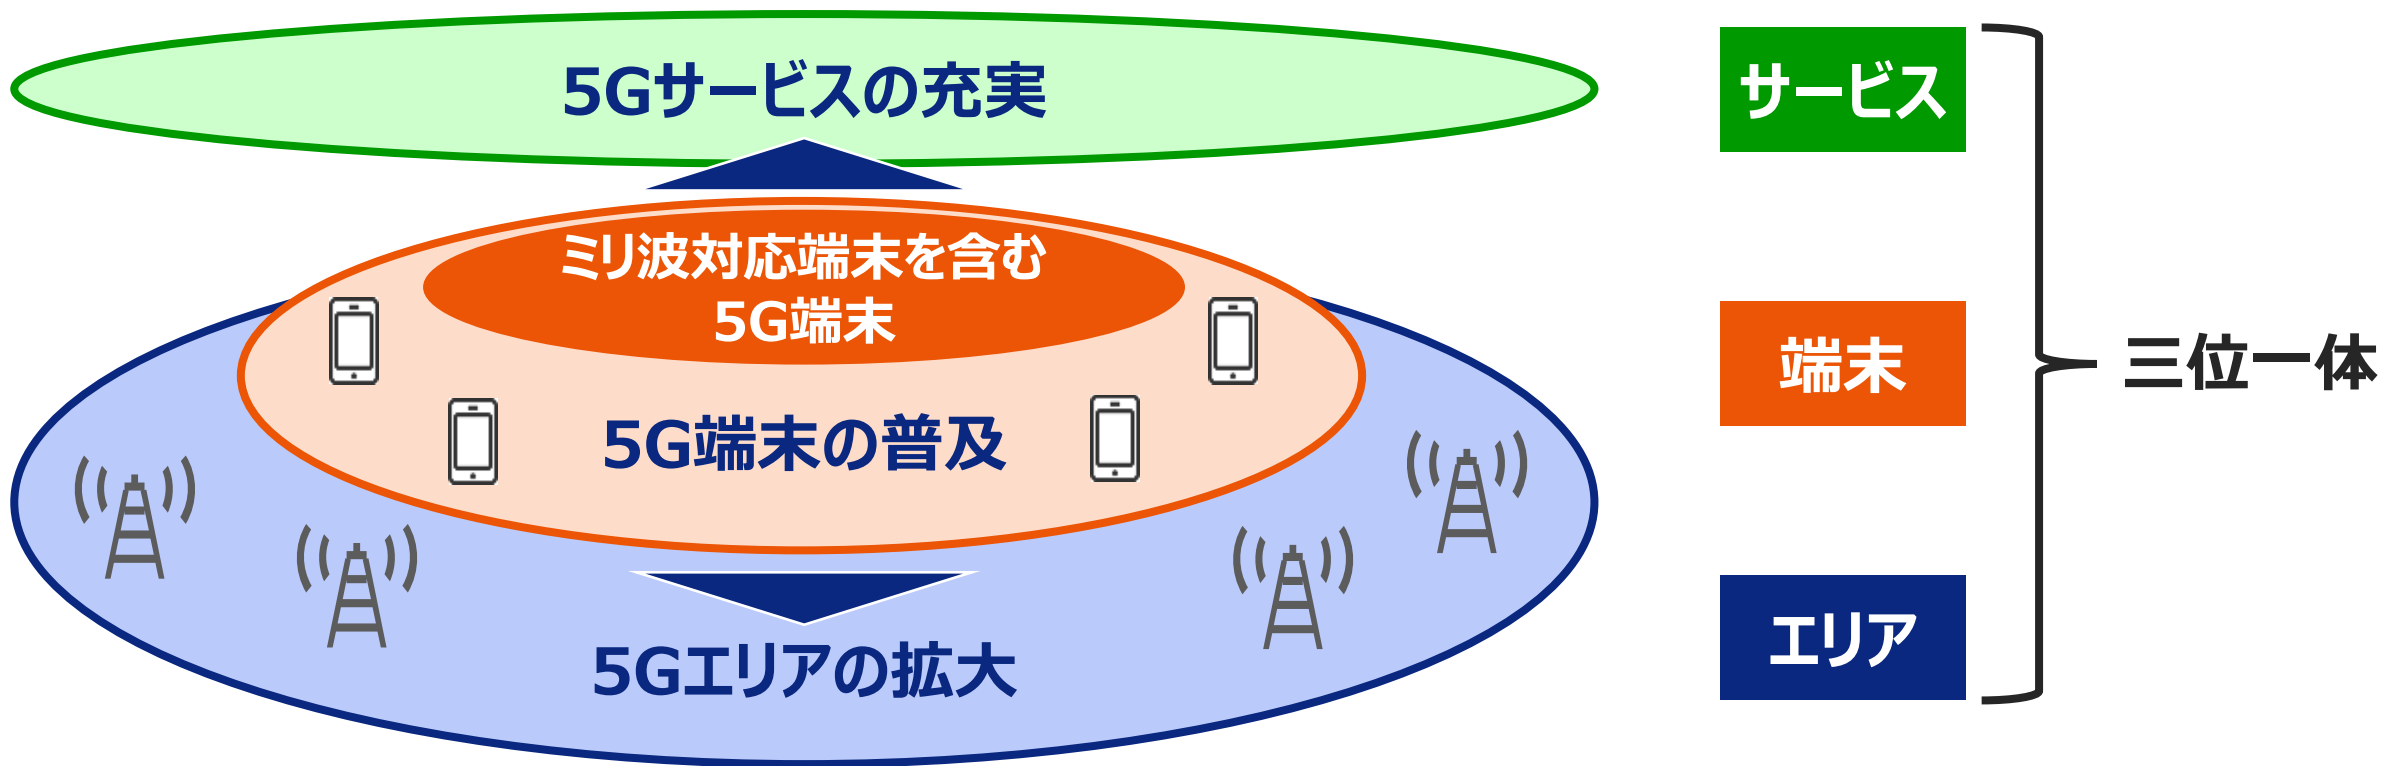 5Gサービスの充実
サービス
ミリ波対応端末を含む
5G端末
端末
三位一体
5G端末の普及
エリア
5Gエリアの拡大